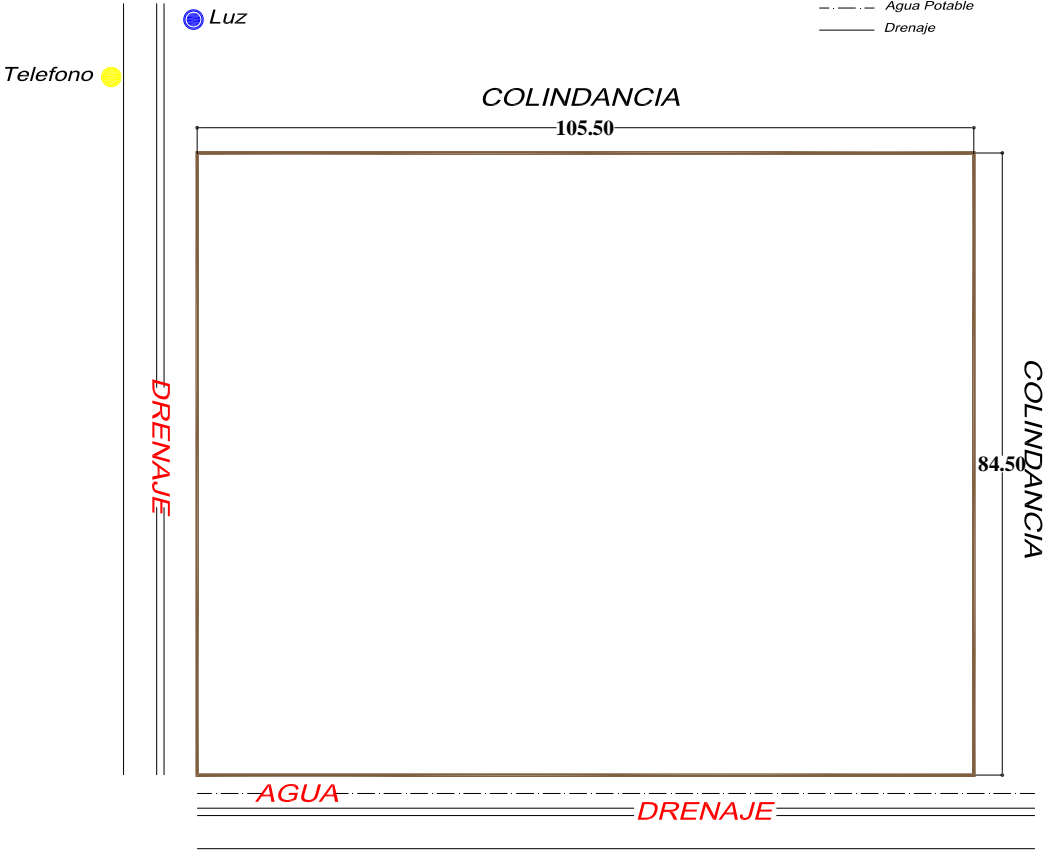 Agua Potable
Luz
Drenaje
Telefono
COLINDANCIA
105.50
DRENAJE
84.50
COLINDANCIA
AGUA
DRENAJE